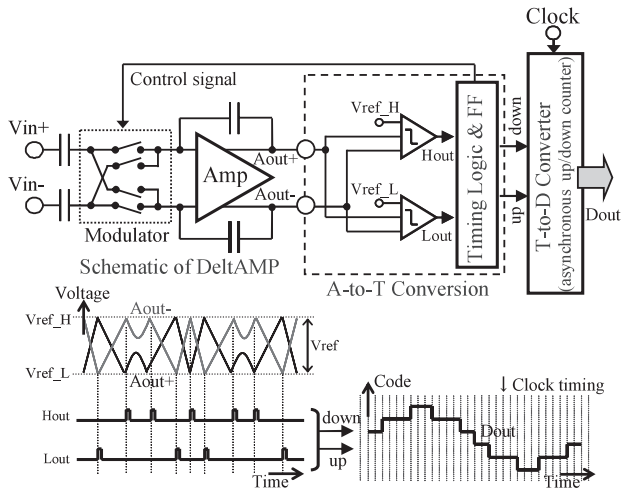 Clock
Control signal
Vin+
Vin-
Modulator
Amp
Aout+
Aout-
Schematic of DeltAMP
Vref_H
Hout
Vref_L
Lout
Timing Logic & FF
A-to-T Conversion
down
up
T-to-D Converter
(asynchronous up/down counter)
Dout
Voltage
Vref_H
Aout-
Vref
Vref_L
Aout+
Hout
Lout
Time
down
up
Code
↓ Clock timing
Dout
Time